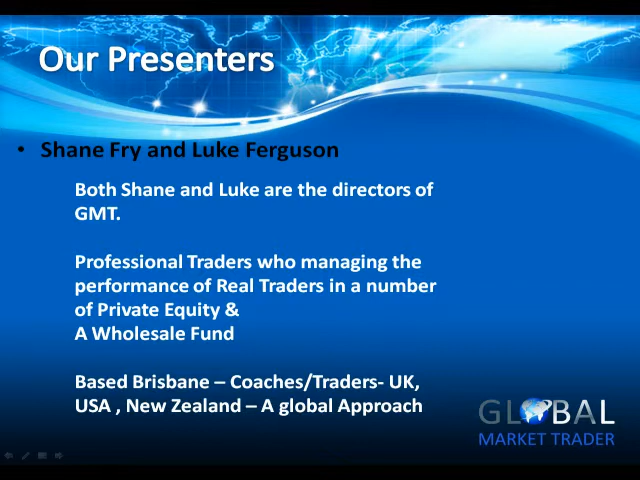 Our Presenters
• Shane Fry and Luke Ferguson
Both Shane and Luke are the directors of
GMT.
Professional Traders who managing the
performance of Real Traders in a number
of Private Equity &
A Wholesale Fund
Based Brisbane – Coaches/Traders- UK,
USA , New Zealand – A global Approach
GLOBAL
MARKET TRADER